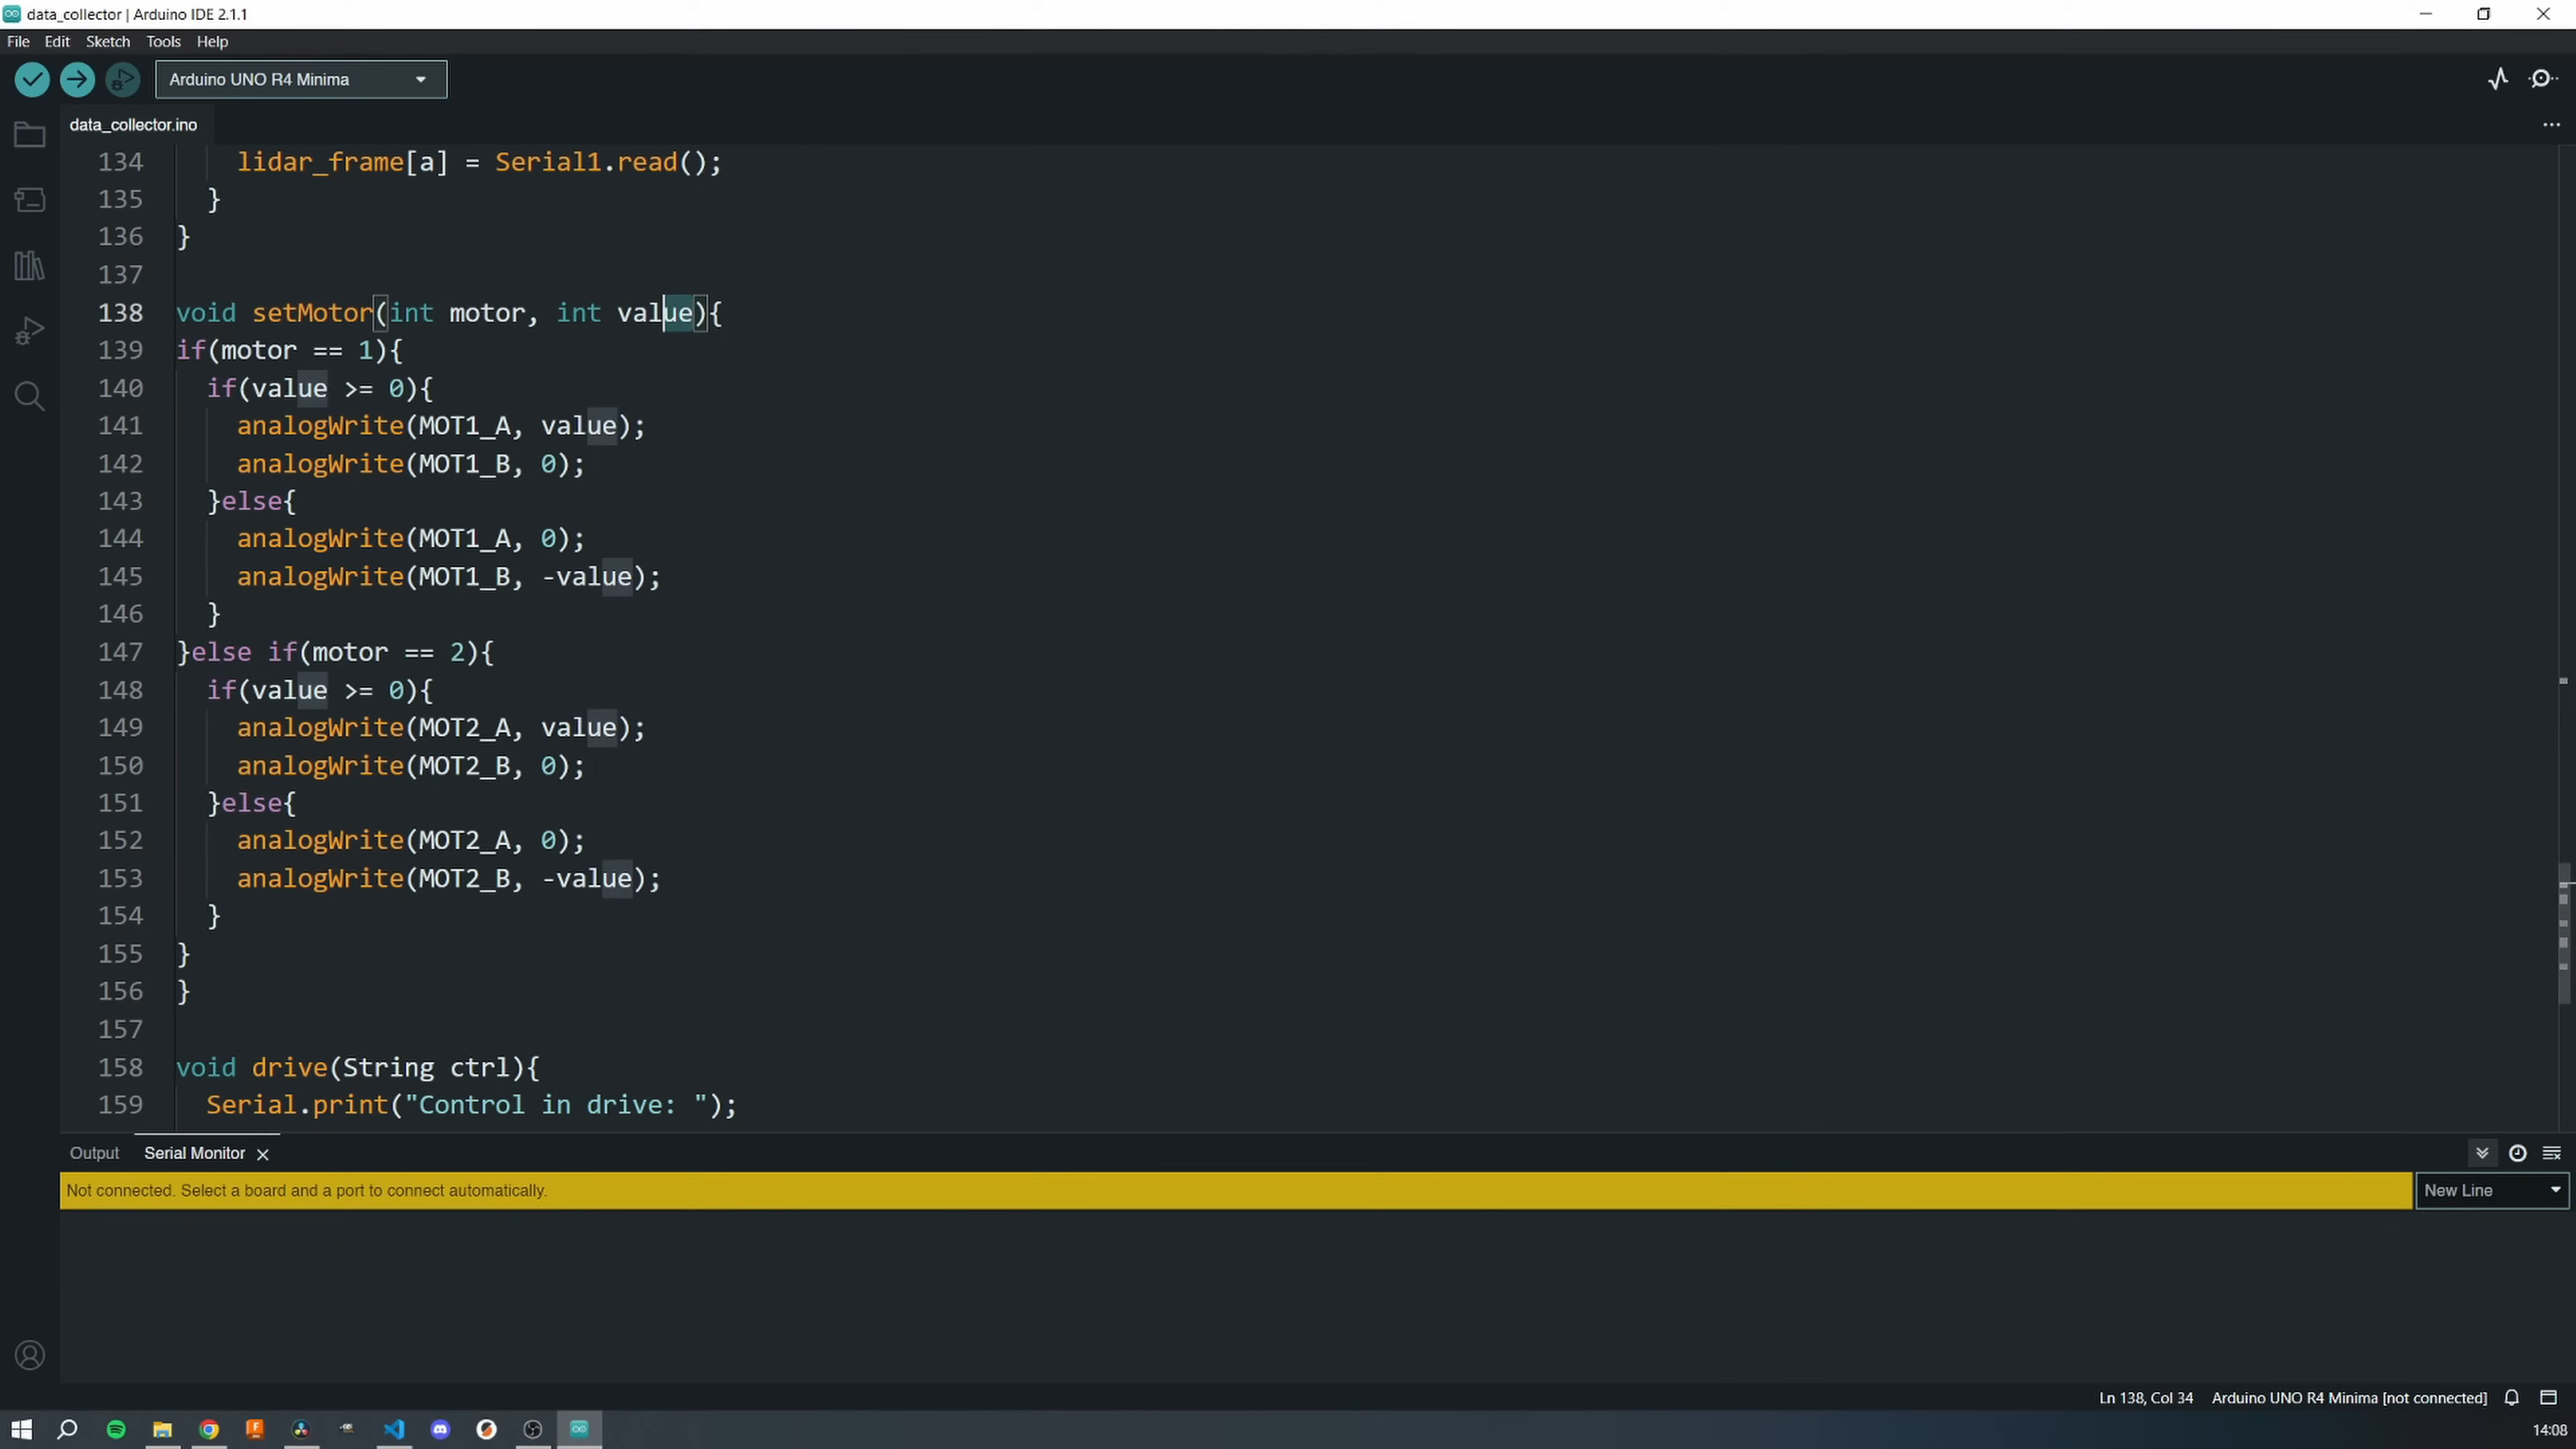 data_collector | Arduino IDE 2.1.1
File Edit Sketch Tools Help
Arduino UNO R4 Minima
data_collector.ino
134 lidar_frame[a] = Serial1.read();
135 }
136 }
137
138 void setMotor(int motor, int value){
139 if(motor == 1){
140 if(value >= 0){
141 analogWrite(MOT1_A, value);
142 analogWrite(MOT1_B, 0);
143 }else{
144 analogWrite(MOT1_A, 0);
145 analogWrite(MOT1_B, -value);
146 }
147 }else if(motor == 2){
148 if(value >= 0){
149 analogWrite(MOT2_A, value);
150 analogWrite(MOT2_B, 0);
151 }else{
152 analogWrite(MOT2_A, 0);
153 analogWrite(MOT2_B, -value);
154 }
155 }
156 }
157
158 void drive(String ctrl){
159 Serial.print("Control in drive: ");
Output Serial Monitor
Not connected. Select a board and a port to connect automatically.
New Line
Ln 138, Col 34 Arduino UNO R4 Minima [not connected]
14:08